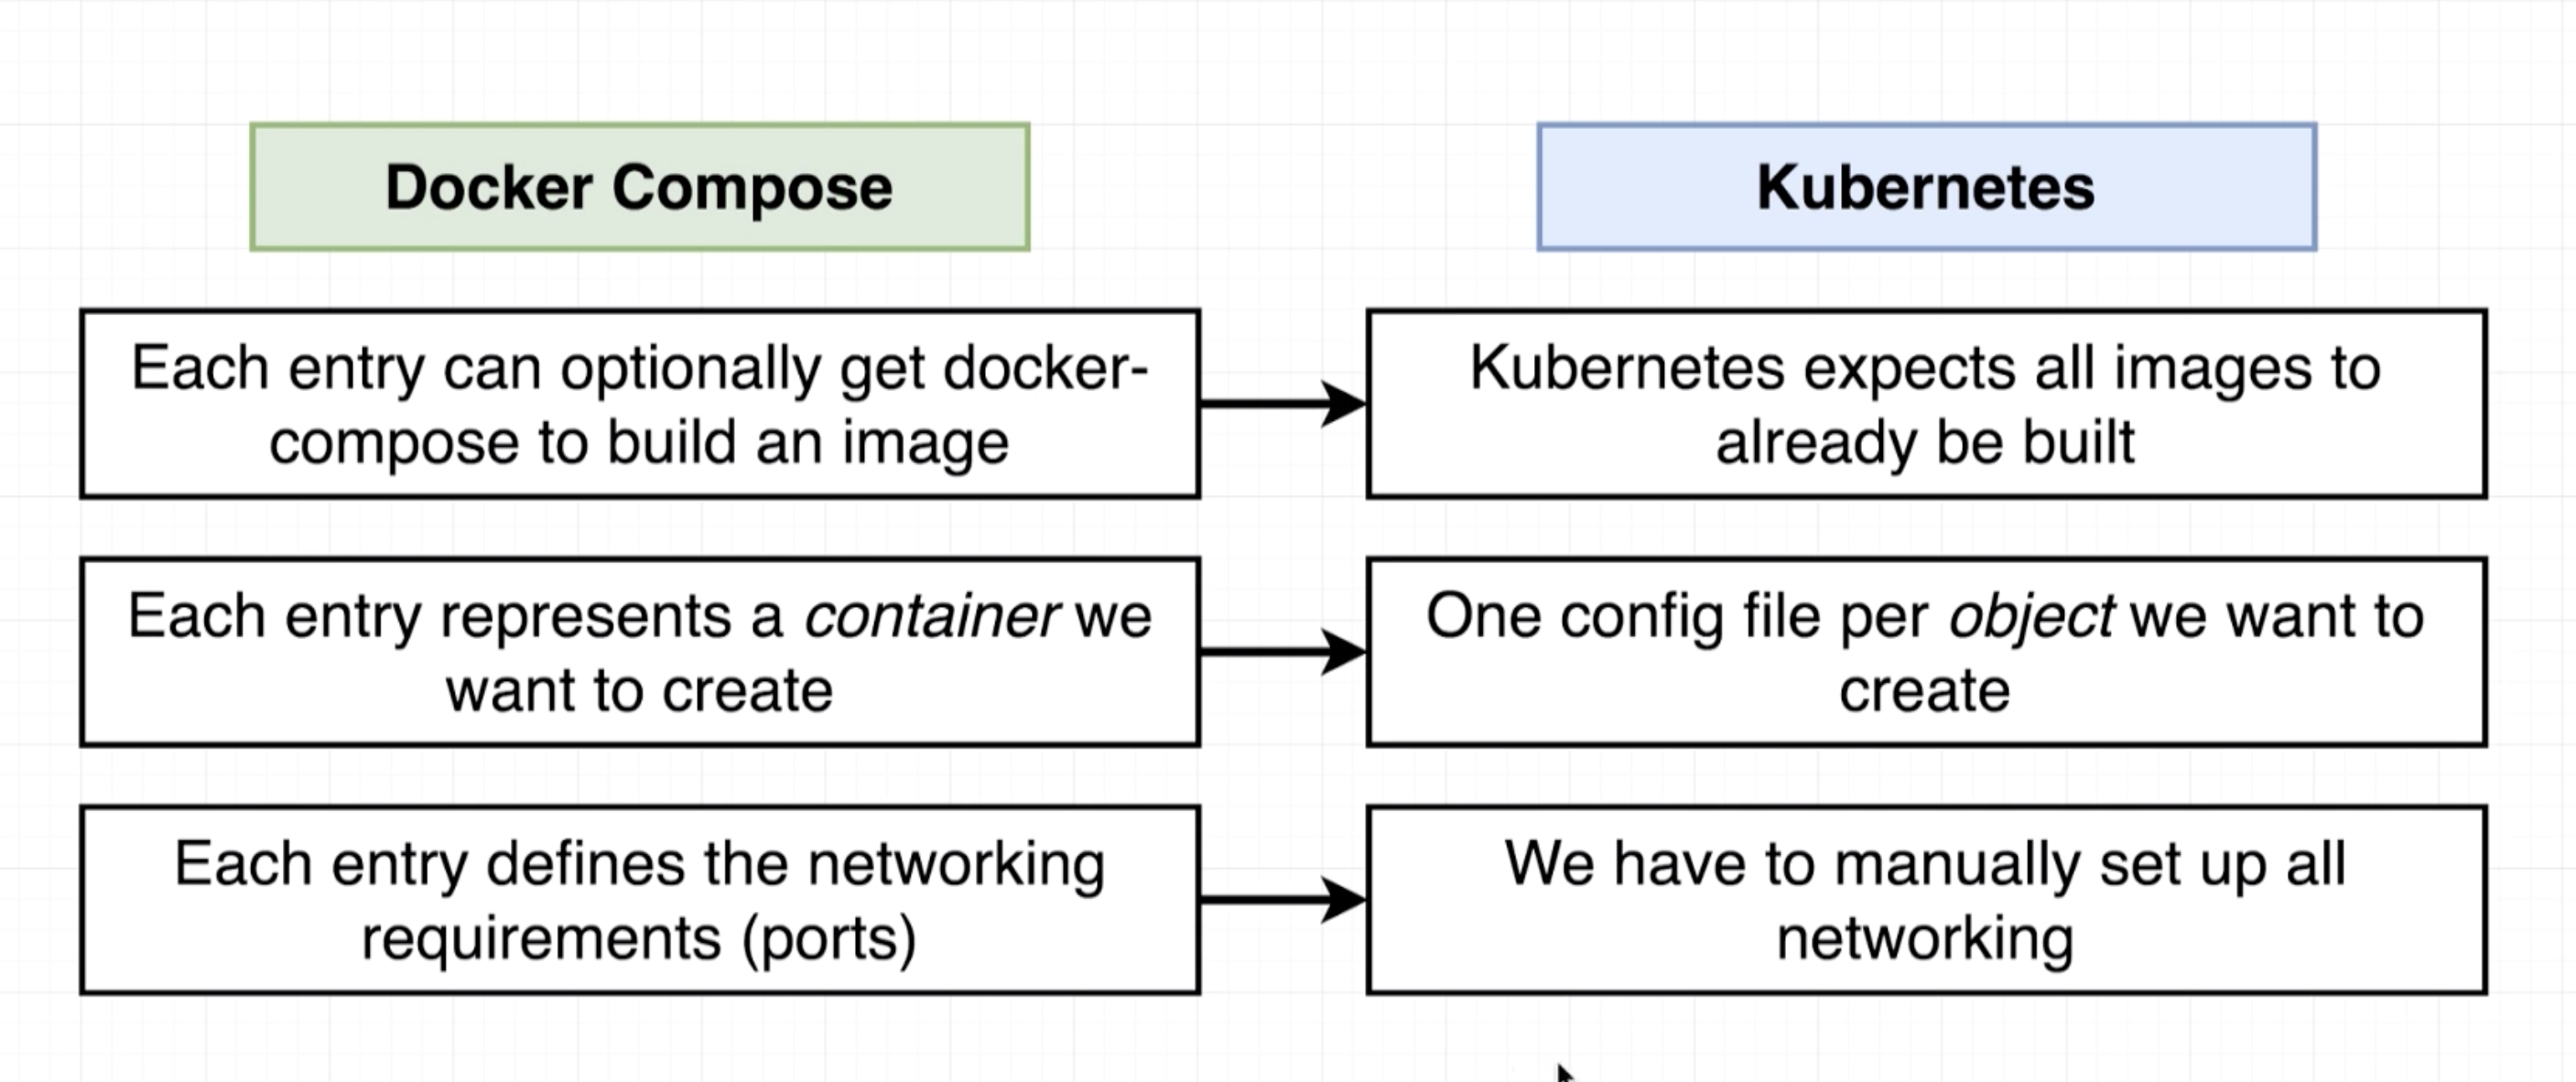 Docker Compose
Kubernetes
Each entry can optionally get docker-
compose to build an image
Kubernetes expects all images to
already be built
Each entry represents a container we
want to create
One config file per object we want to
create
Each entry defines the networking
requirements (ports)
We have to manually set up all
networking